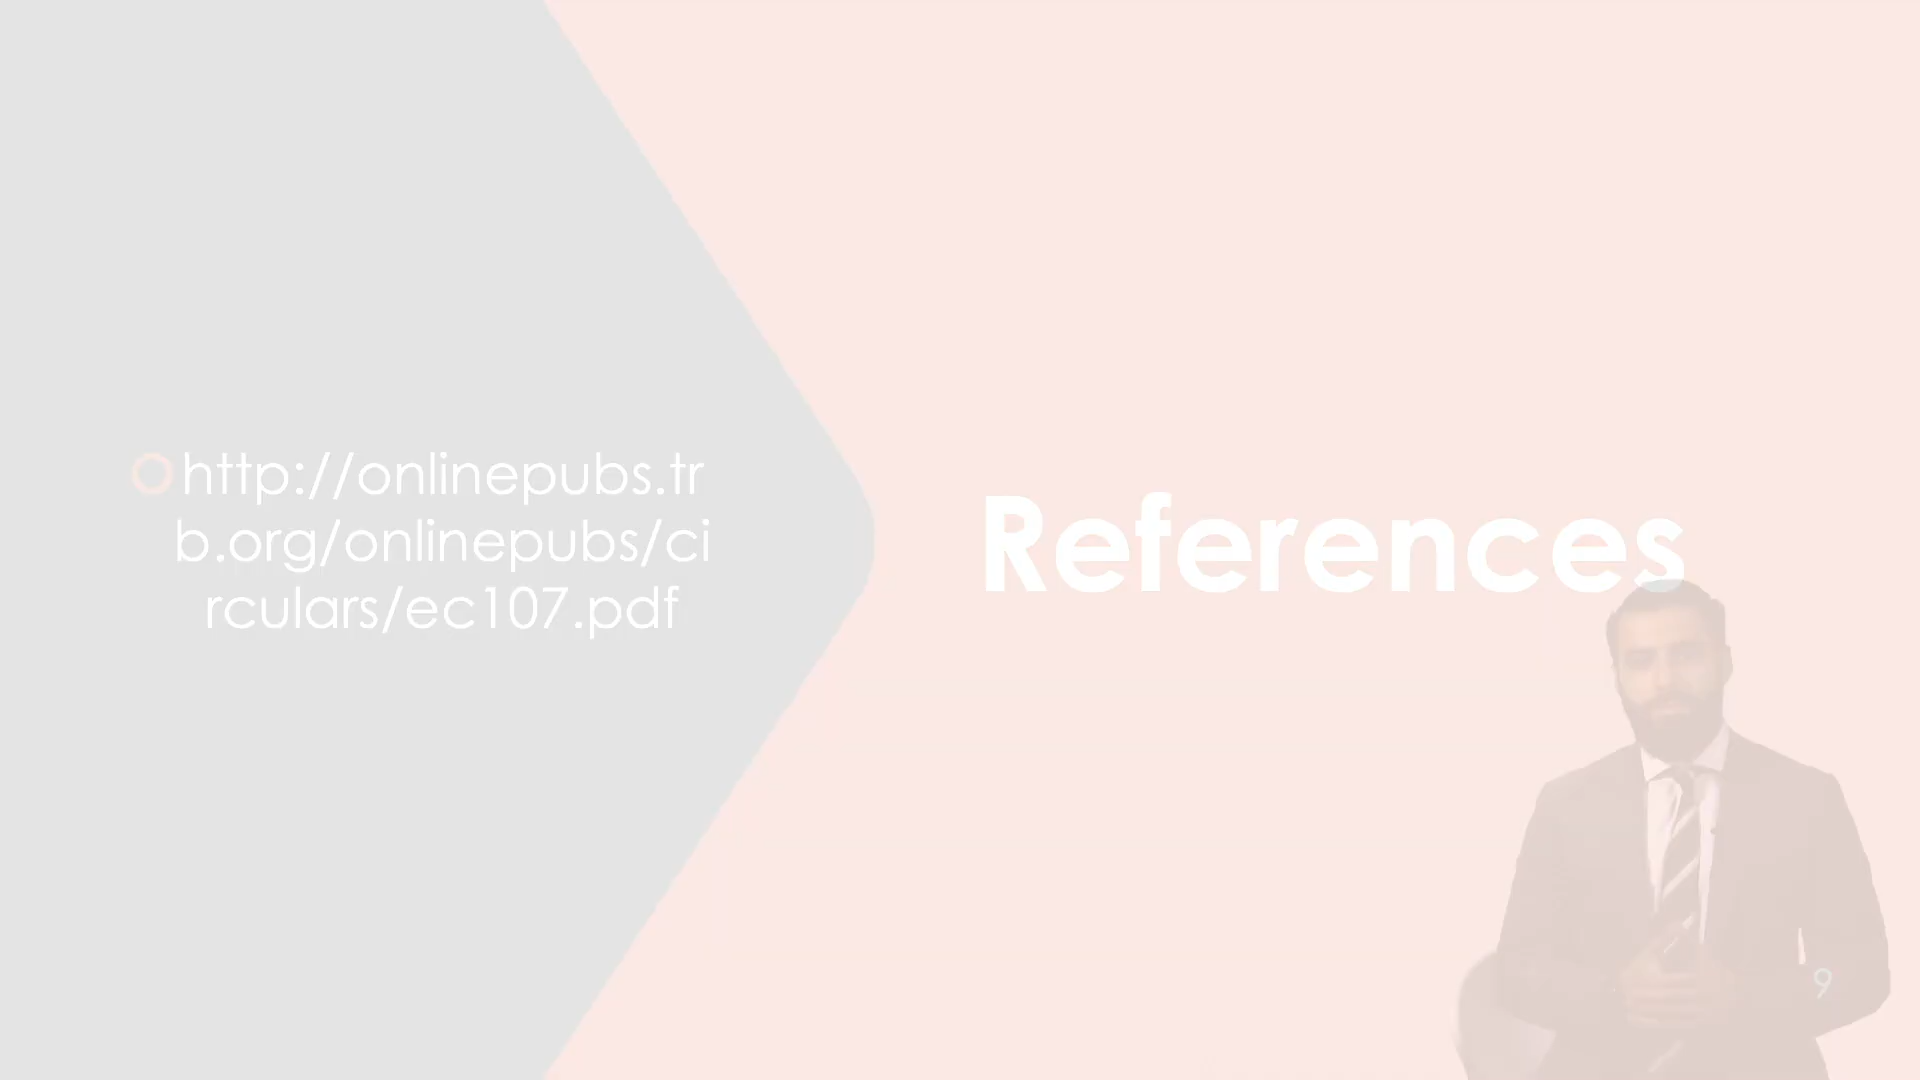 http://onlinepubs.tr
b.org/onlinepubs/ci
rculars/ec107.pdf
References
9